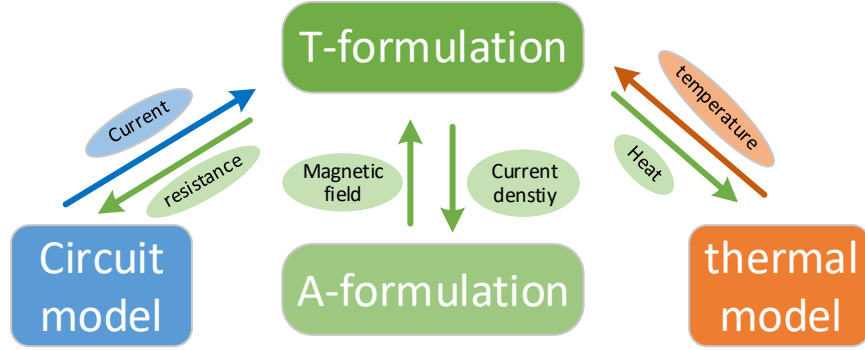 T-formulation
Current
resistance
Magnetic
field
Current
denstiy
temperature
Heat
Circuit
model
A-formulation
thermal
model